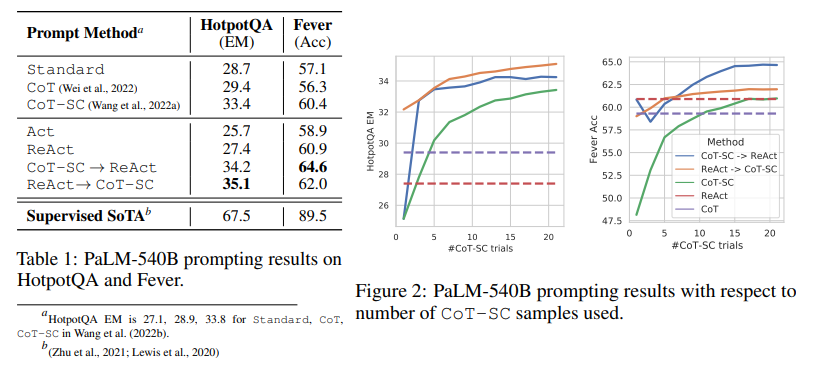 Prompt Method^a HotpotQA Fever
(EM) (Acc)
Standard 28.7 57.1
CoT (Wei et al., 2022) 29.4 56.3
CoT-SC (Wang et al., 2022a) 33.4 60.4
Act 25.7 58.9
ReAct 27.4 60.9
CoT-SC → ReAct 34.2 64.6
ReAct → CoT-SC 35.1 62.0
Supervised SoTA^b 67.5 89.5
Table 1: PaLM-540B prompting results on
HotpotQA and Fever.
^a HotpotQA EM is 27.1, 28.9, 33.8 for Standard, CoT,
CoT-SC in Wang et al. (2022b).
^b (Zhu et al., 2021; Lewis et al., 2020)
HotpotQA EM
34
32
30
28
26
0 5 10 15 20
#CoT-SC trials
Fever Acc
65.0
62.5
60.0
57.5
55.0
52.5
50.0
47.5
0 5 10 15 20
#CoT-SC trials
Method
CoT-SC -> ReAct
ReAct -> CoT-SC
CoT-SC
ReAct
CoT
Figure 2: PaLM-540B prompting results with respect to
number of CoT-SC samples used.